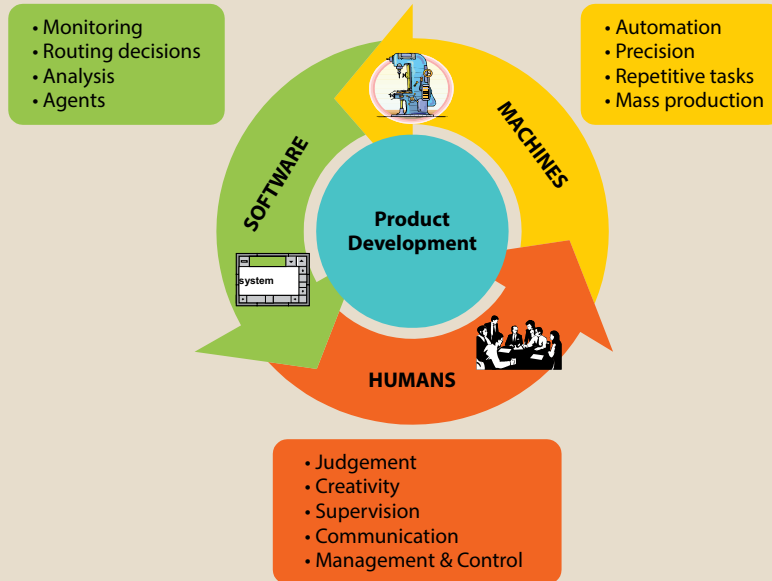 • Monitoring
• Routing decisions
• Analysis
• Agents
• Automation
• Precision
• Repetitive tasks
• Mass production
SOFTWARE
MACHINES
Product
Development
system
HUMANS
• Judgement
• Creativity
• Supervision
• Communication
• Management & Control